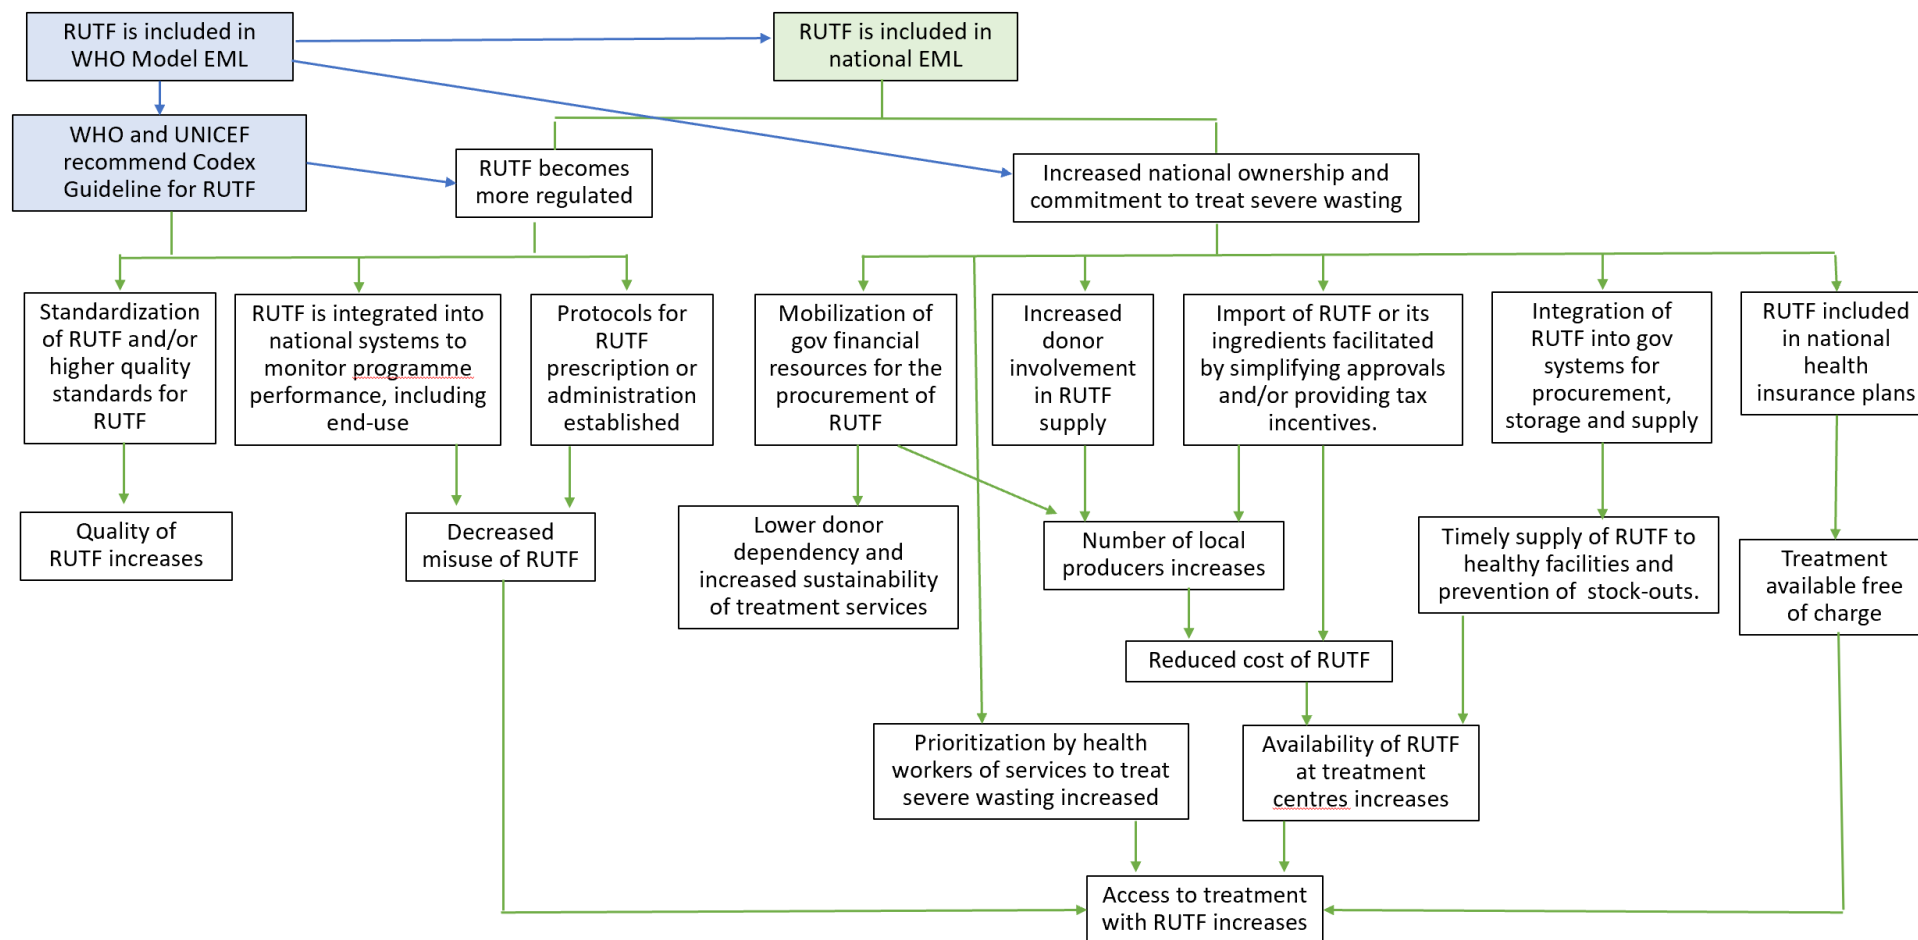 RUTF is included in
WHO Model EML
RUTF is included in
national EML
WHO and UNICEF
recommend Codex
Guideline for RUTF
RUTF becomes
more regulated
Increased national ownership and
commitment to treat severe wasting
Standardization
of RUTF and/or
higher quality
standards for
RUTF
RUTF is integrated into
national systems to
monitor programme
performance, including
end-use
Protocols for
RUTF
prescription or
administration
established
Mobilization of
gov financial
resources for the
procurement of
RUTF
Increased
donor
involvement
in RUTF
supply
Import of RUTF or its
ingredients facilitated
by simplifying approvals
and/or providing tax
incentives.
Integration of
RUTF into gov
systems for
procurement,
storage and supply
RUTF included
in national
health
insurance plans
Quality of
RUTF increases
Decreased
misuse of RUTF
Lower donor
dependency and
increased sustainability
of treatment services
Number of local
producers increases
Timely supply of RUTF to
healthy facilities and
prevention of stock-outs.
Treatment
available free
of charge
Reduced cost of RUTF
Prioritization by health
workers of services to treat
severe wasting increased
Availability of RUTF
at treatment
centres increases
Access to treatment
with RUTF increases